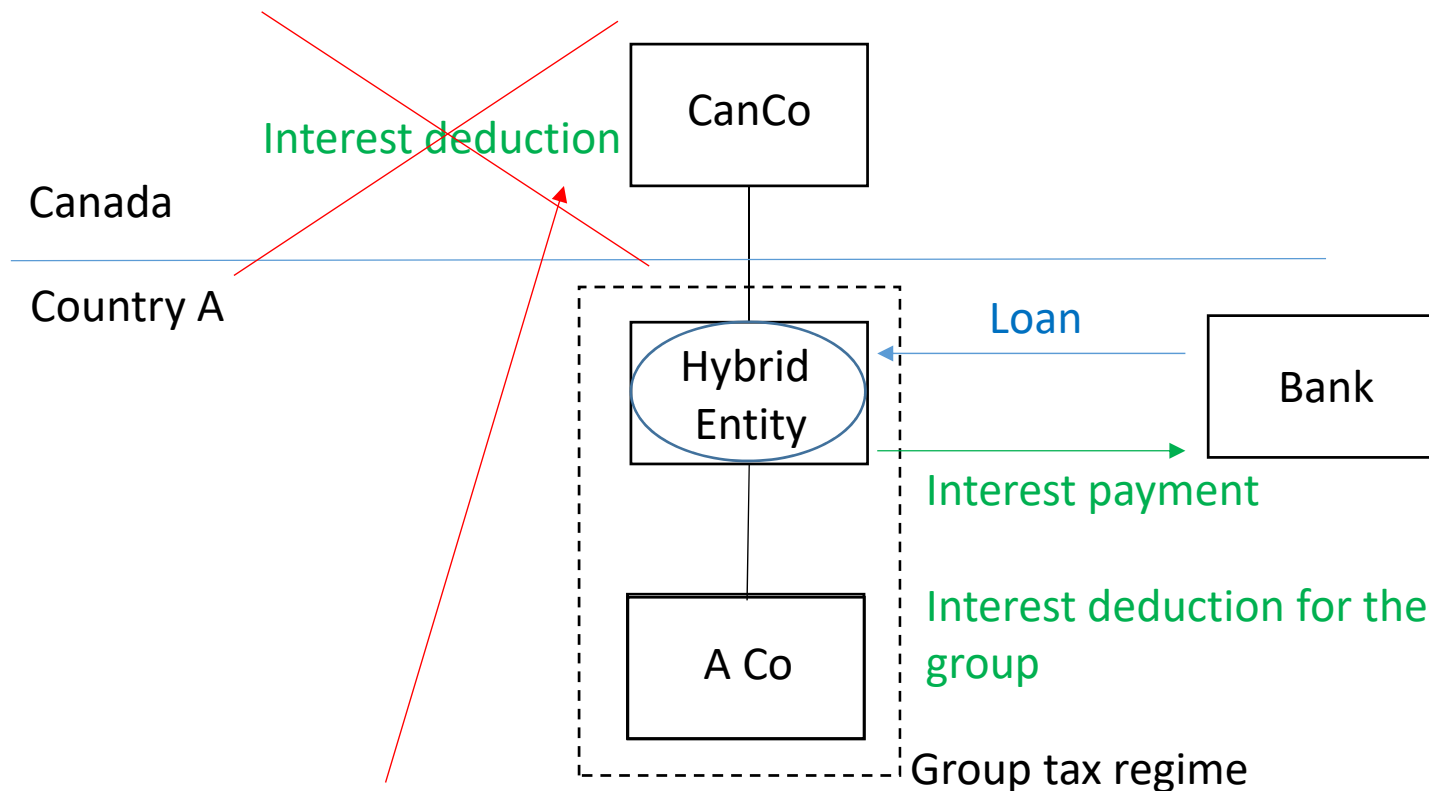 CanCo
Interest deduction
Canada
Country A
Loan
Hybrid
Entity
Bank
Interest payment
Interest deduction for the
group
A Co
Group tax regime